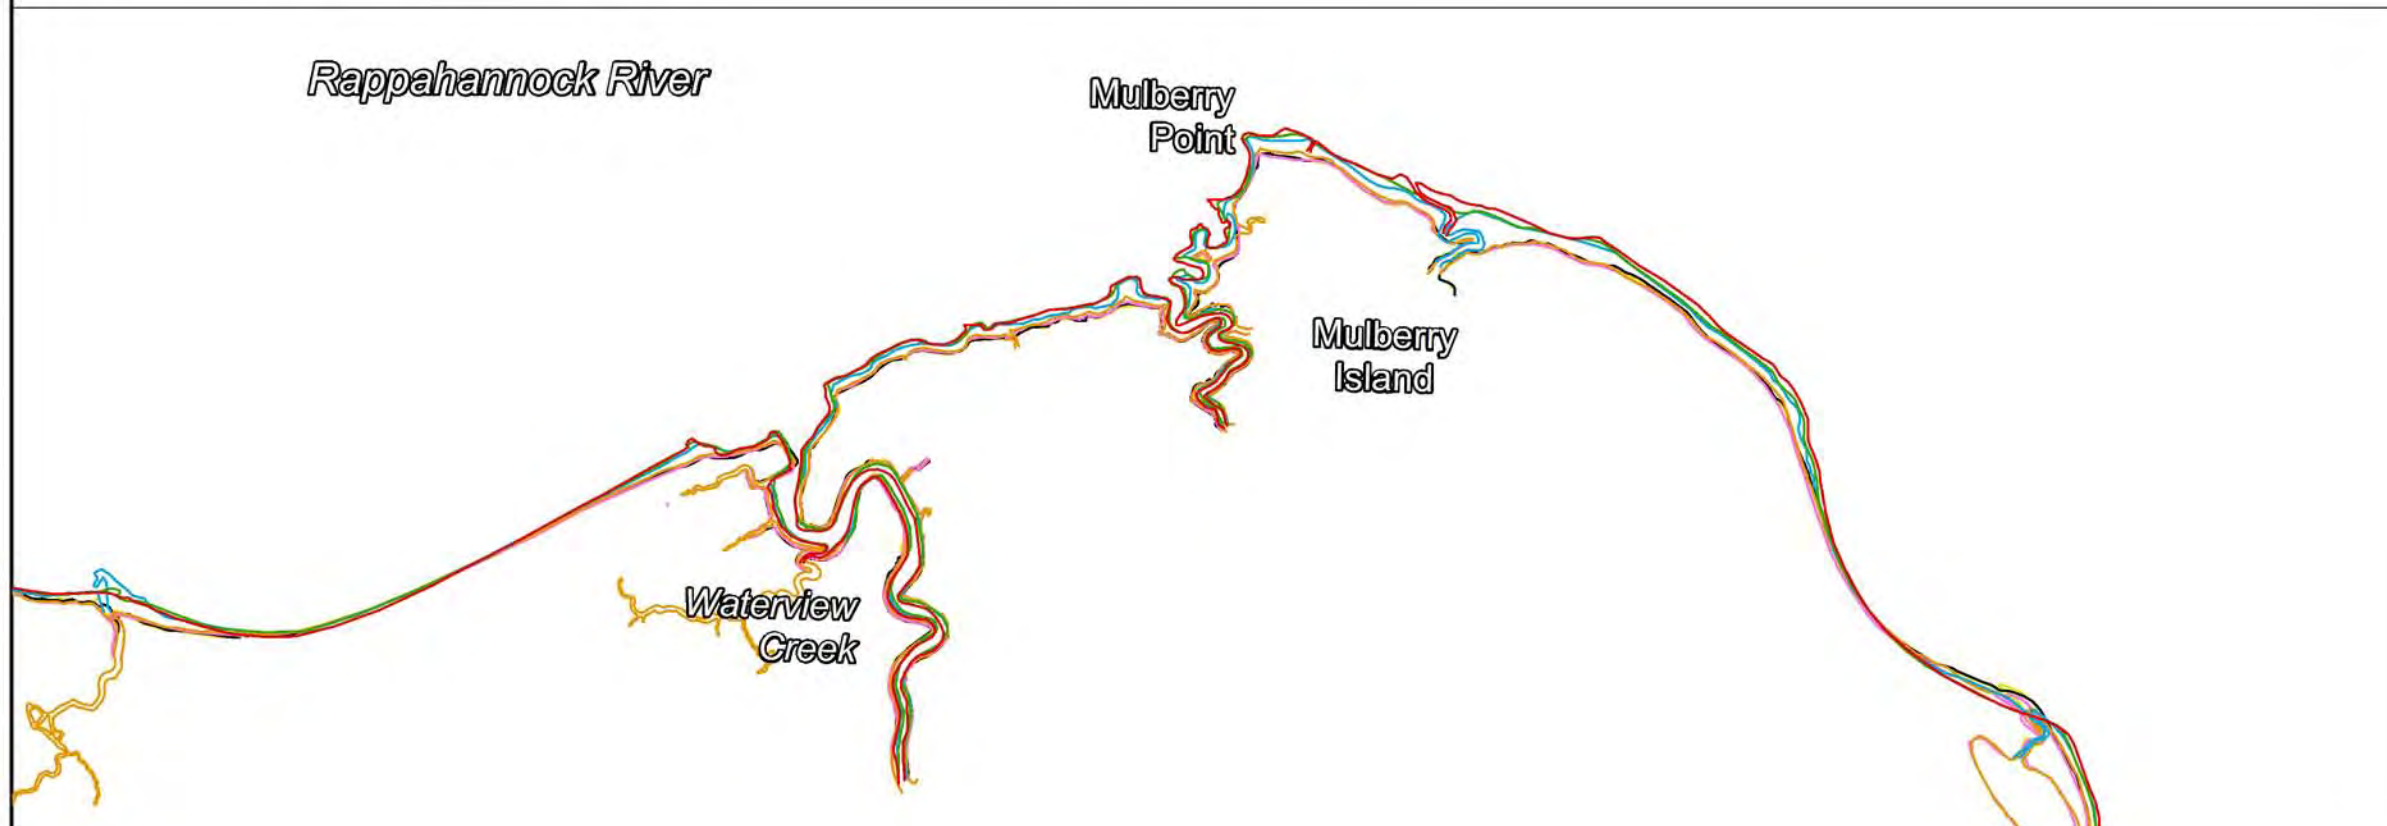 Rappahannock River
Mulberry
Point
Mulberry
Island
Waterview
Creek